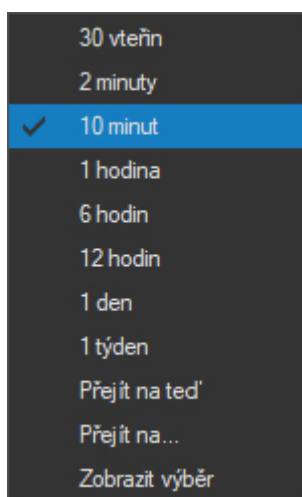 30 vteřin
2 minuty
10 minut
1 hodina
6 hodin
12 hodin
1 den
1 týden
Přejít na teď
Přejít na...
Zobrazit výběr